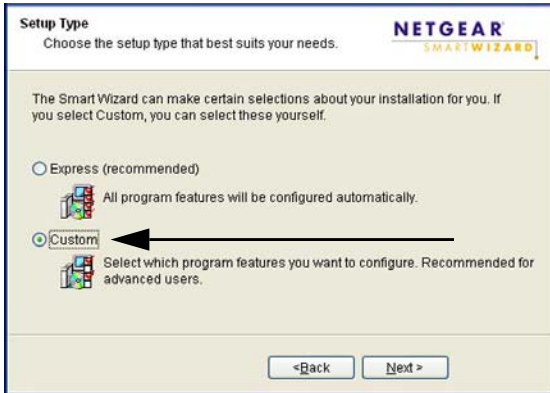 Setup Type
Choose the setup type that best suits your needs.
NETGEAR
SMARTWIZARD
The Smart Wizard can make certain selections about your installation for you. If
you select Custom, you can select these yourself.
Express (recommended)
All program features will be configured automatically.
Custom
Select which program features you want to configure. Recommended for
advanced users.
<Back
Next >